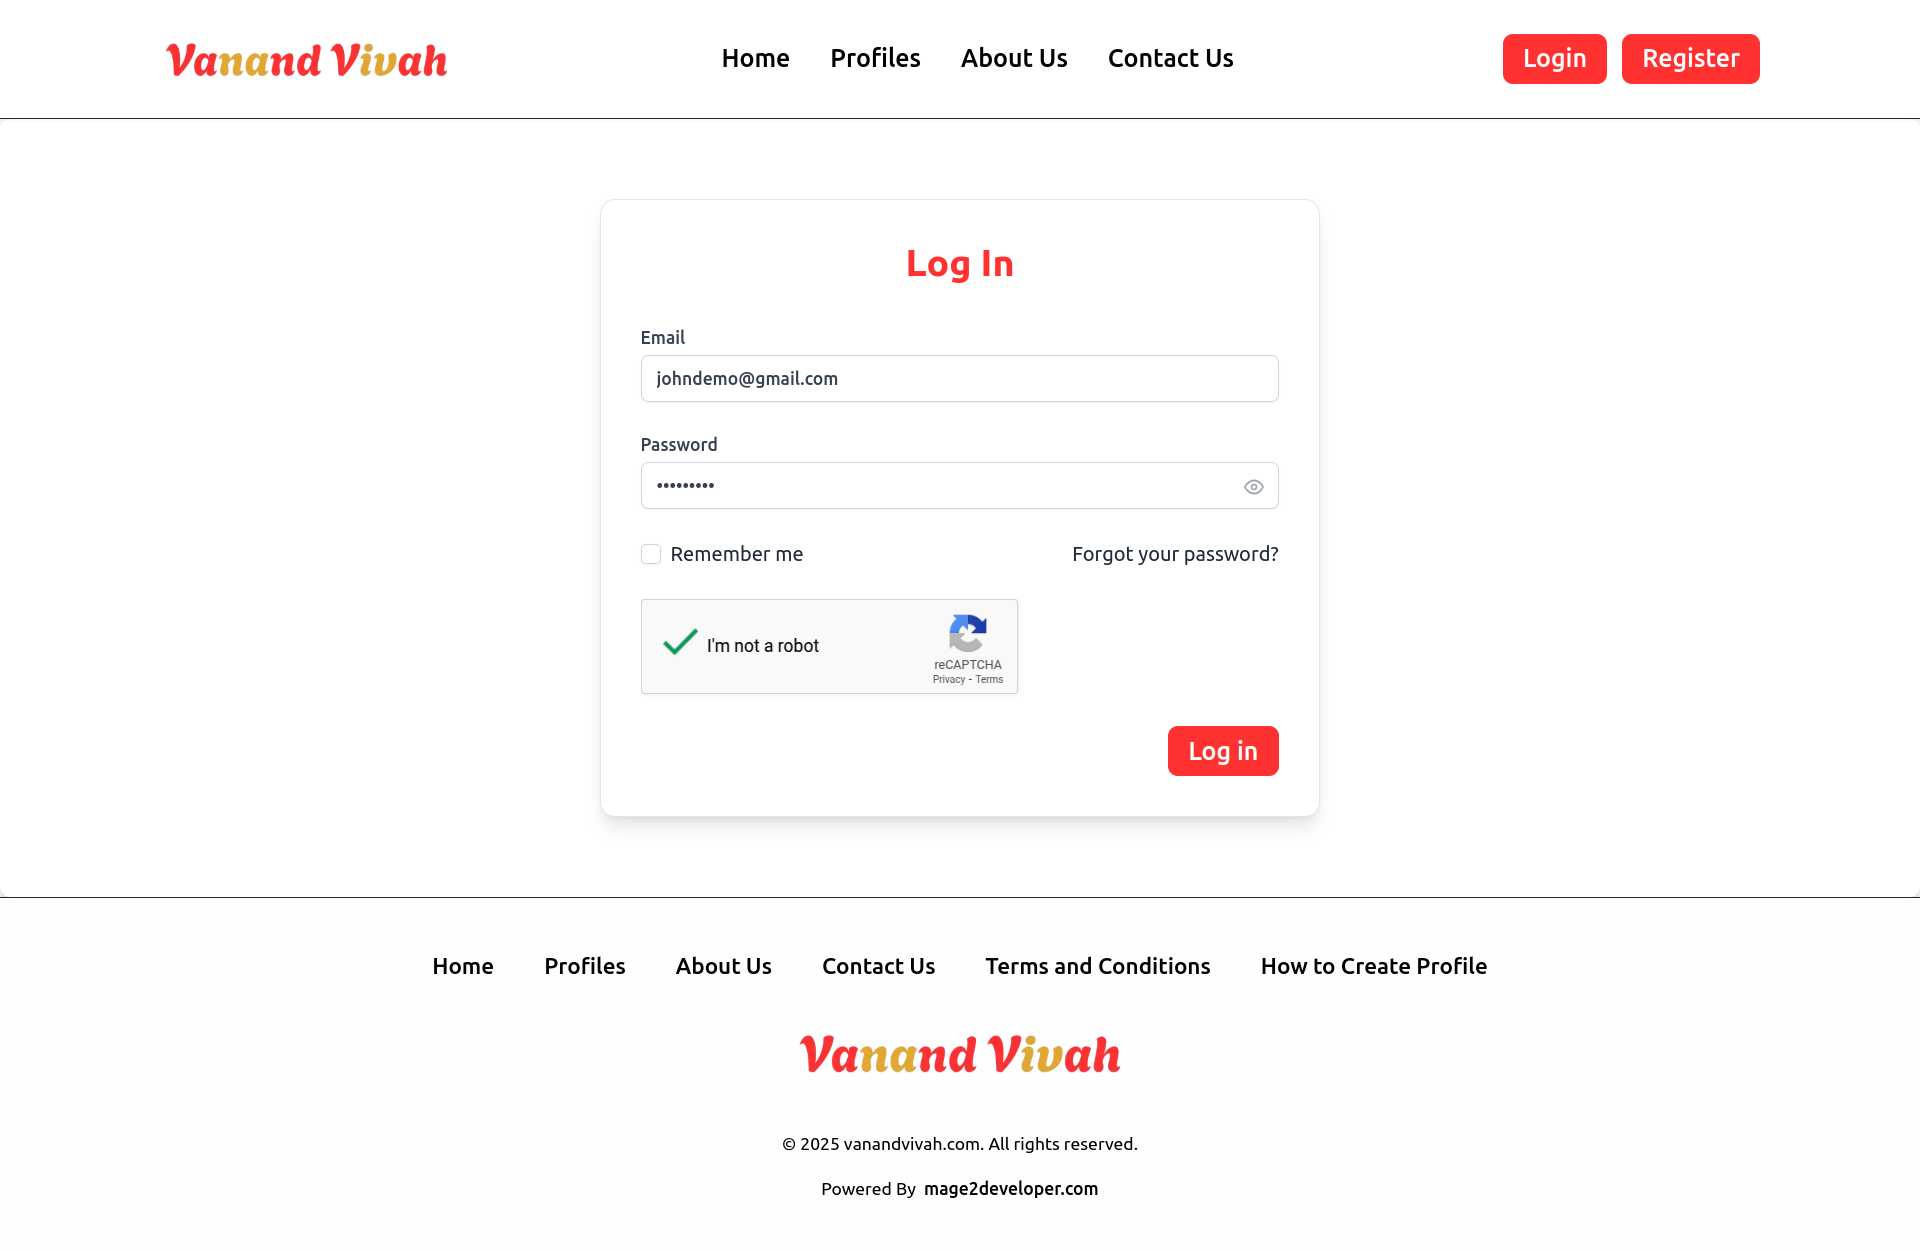 Vanand Vivah
Home Profiles About Us Contact Us
Login Register
Log In
Email
johndemo@gmail.com
Password
•••••••••
Remember me Forgot your password?
I'm not a robot
reCAPTCHA
Privacy - Terms
Log in
Home Profiles About Us Contact Us Terms and Conditions How to Create Profile
Vanand Vivah
© 2025 vanandvivah.com. All rights reserved.
Powered By mage2developer.com